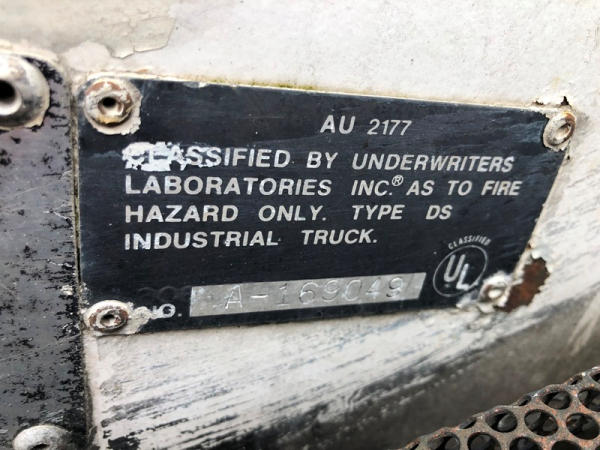 AU 2177
CLASSIFIED BY UNDERWRITERS
LABORATORIES INC.® AS TO FIRE
HAZARD ONLY. TYPE DS
INDUSTRIAL TRUCK.
CLASSIFIED
UL
NO. A-169049